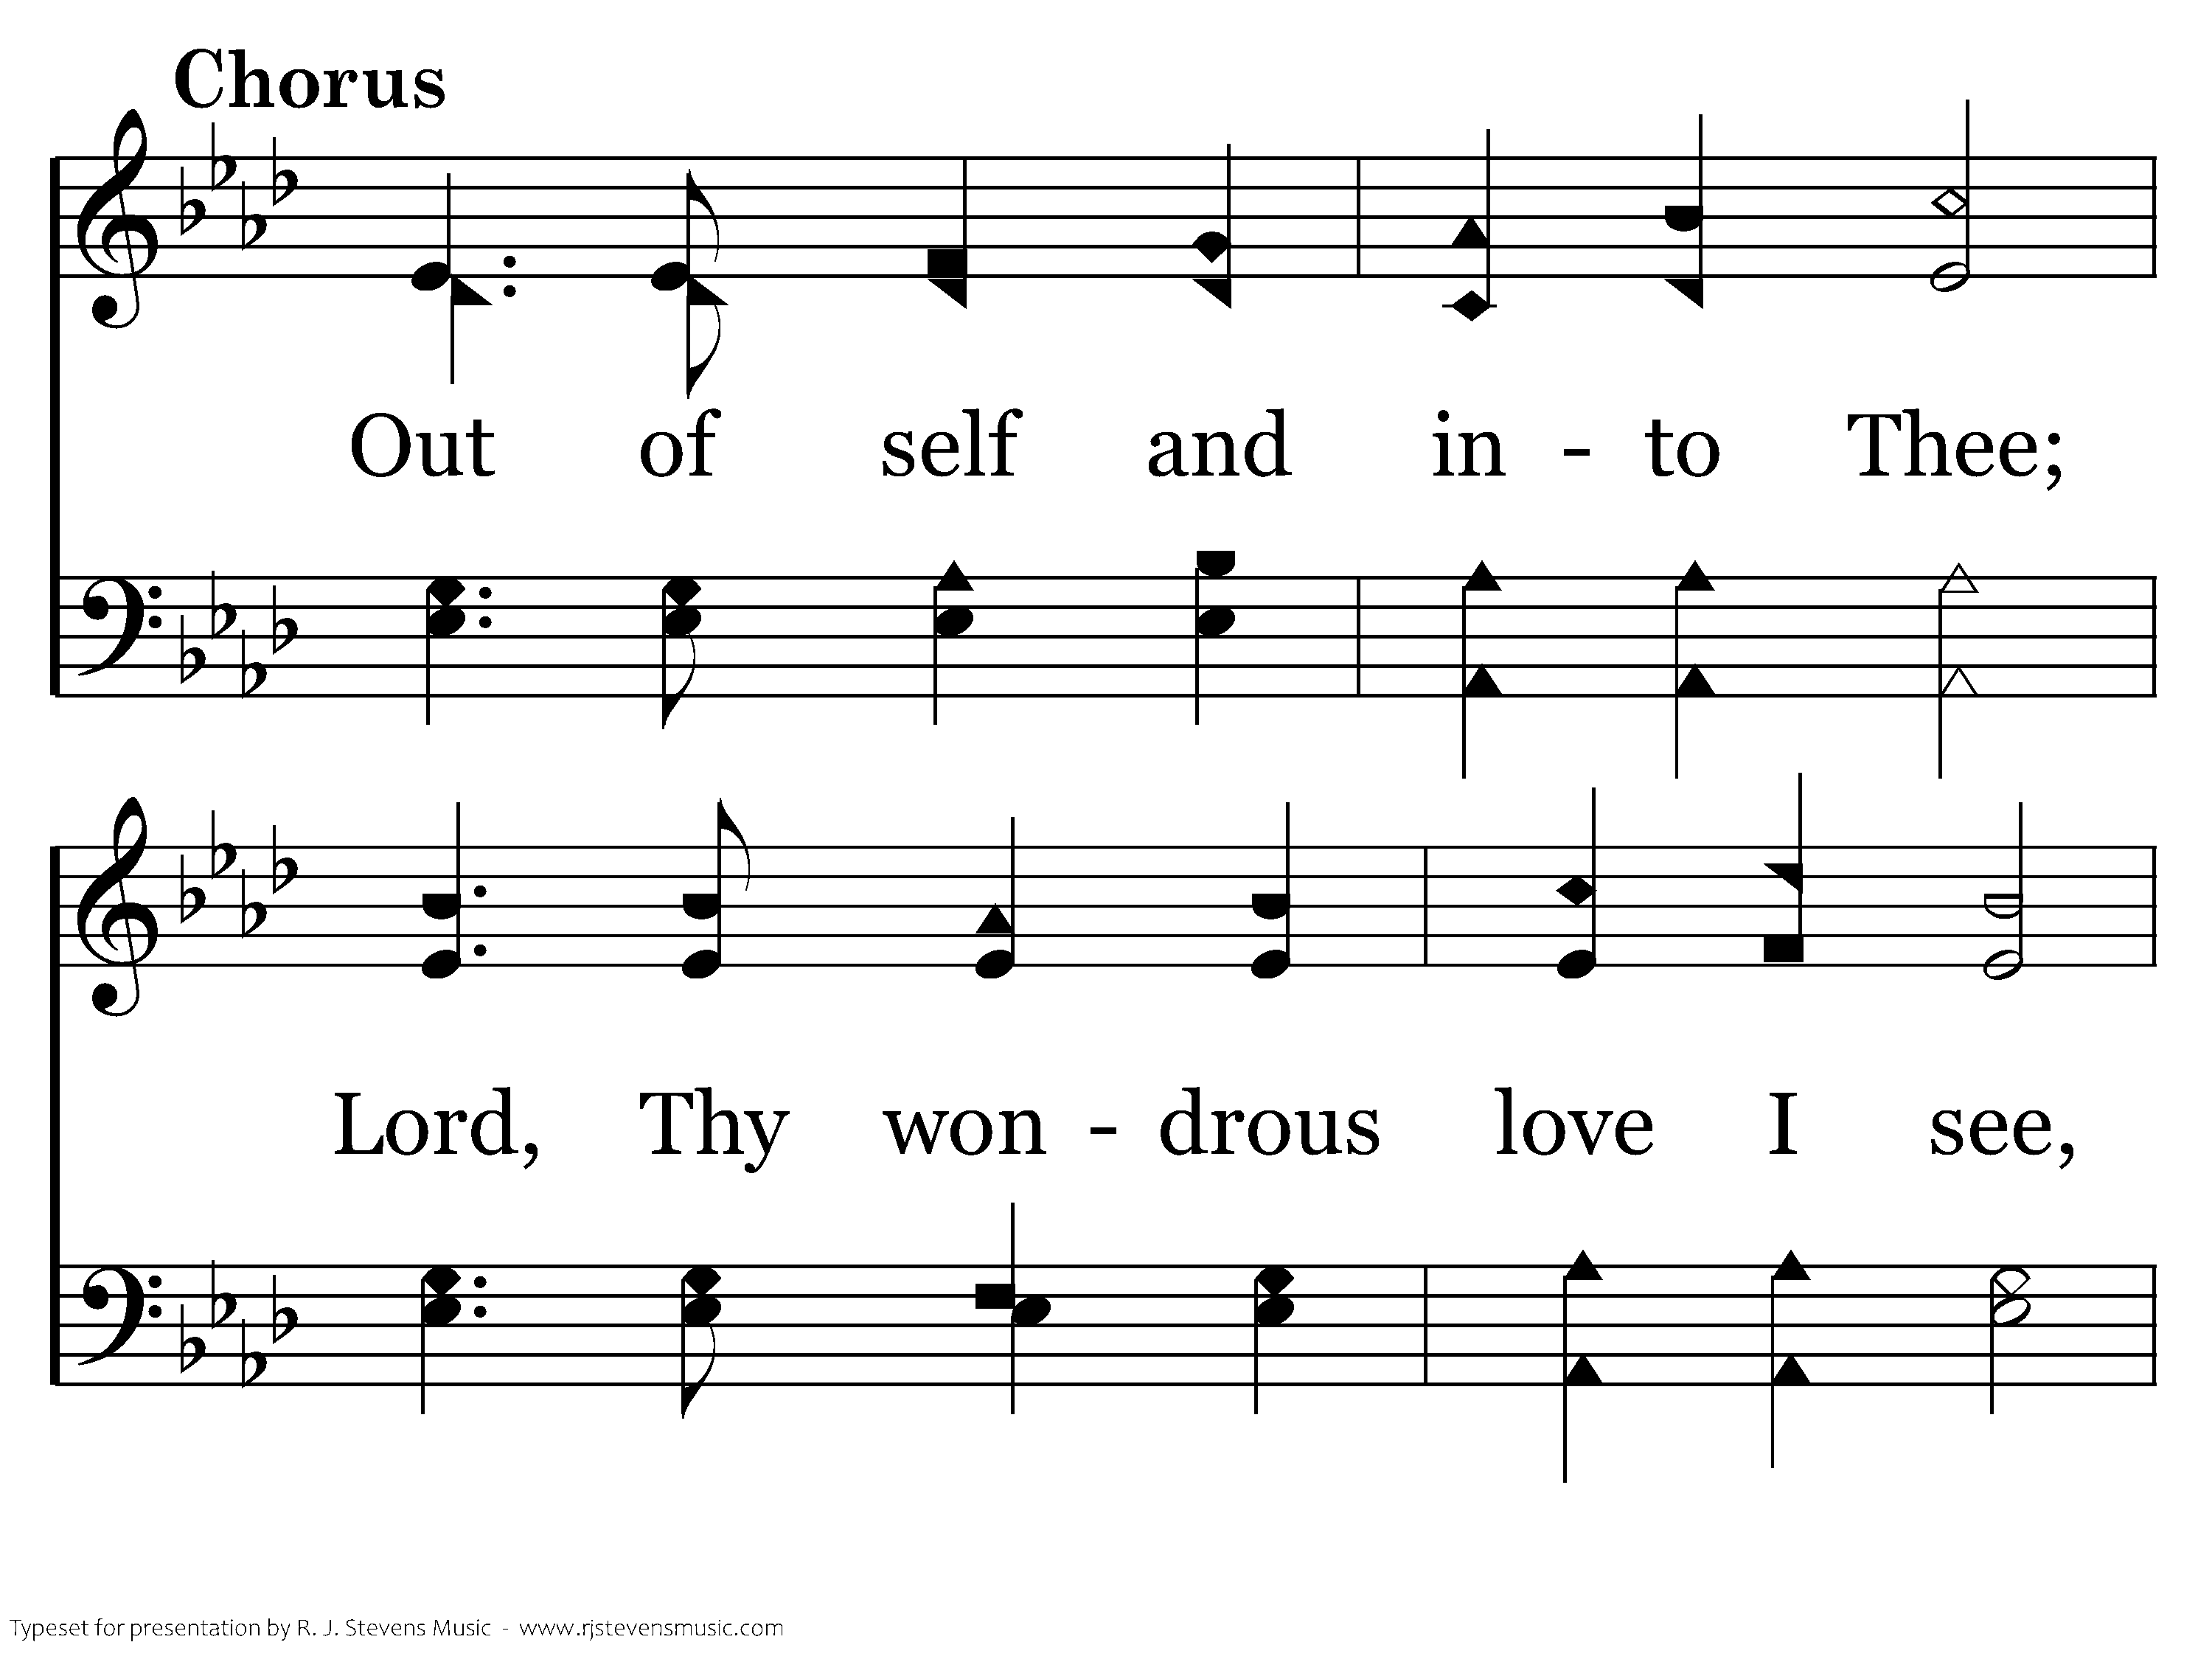 Chorus
Out of self and in - to Thee;
Lord, Thy won - drous love I see,
Typeset for presentation by R. J. Stevens Music - www.rjstevensmusic.com